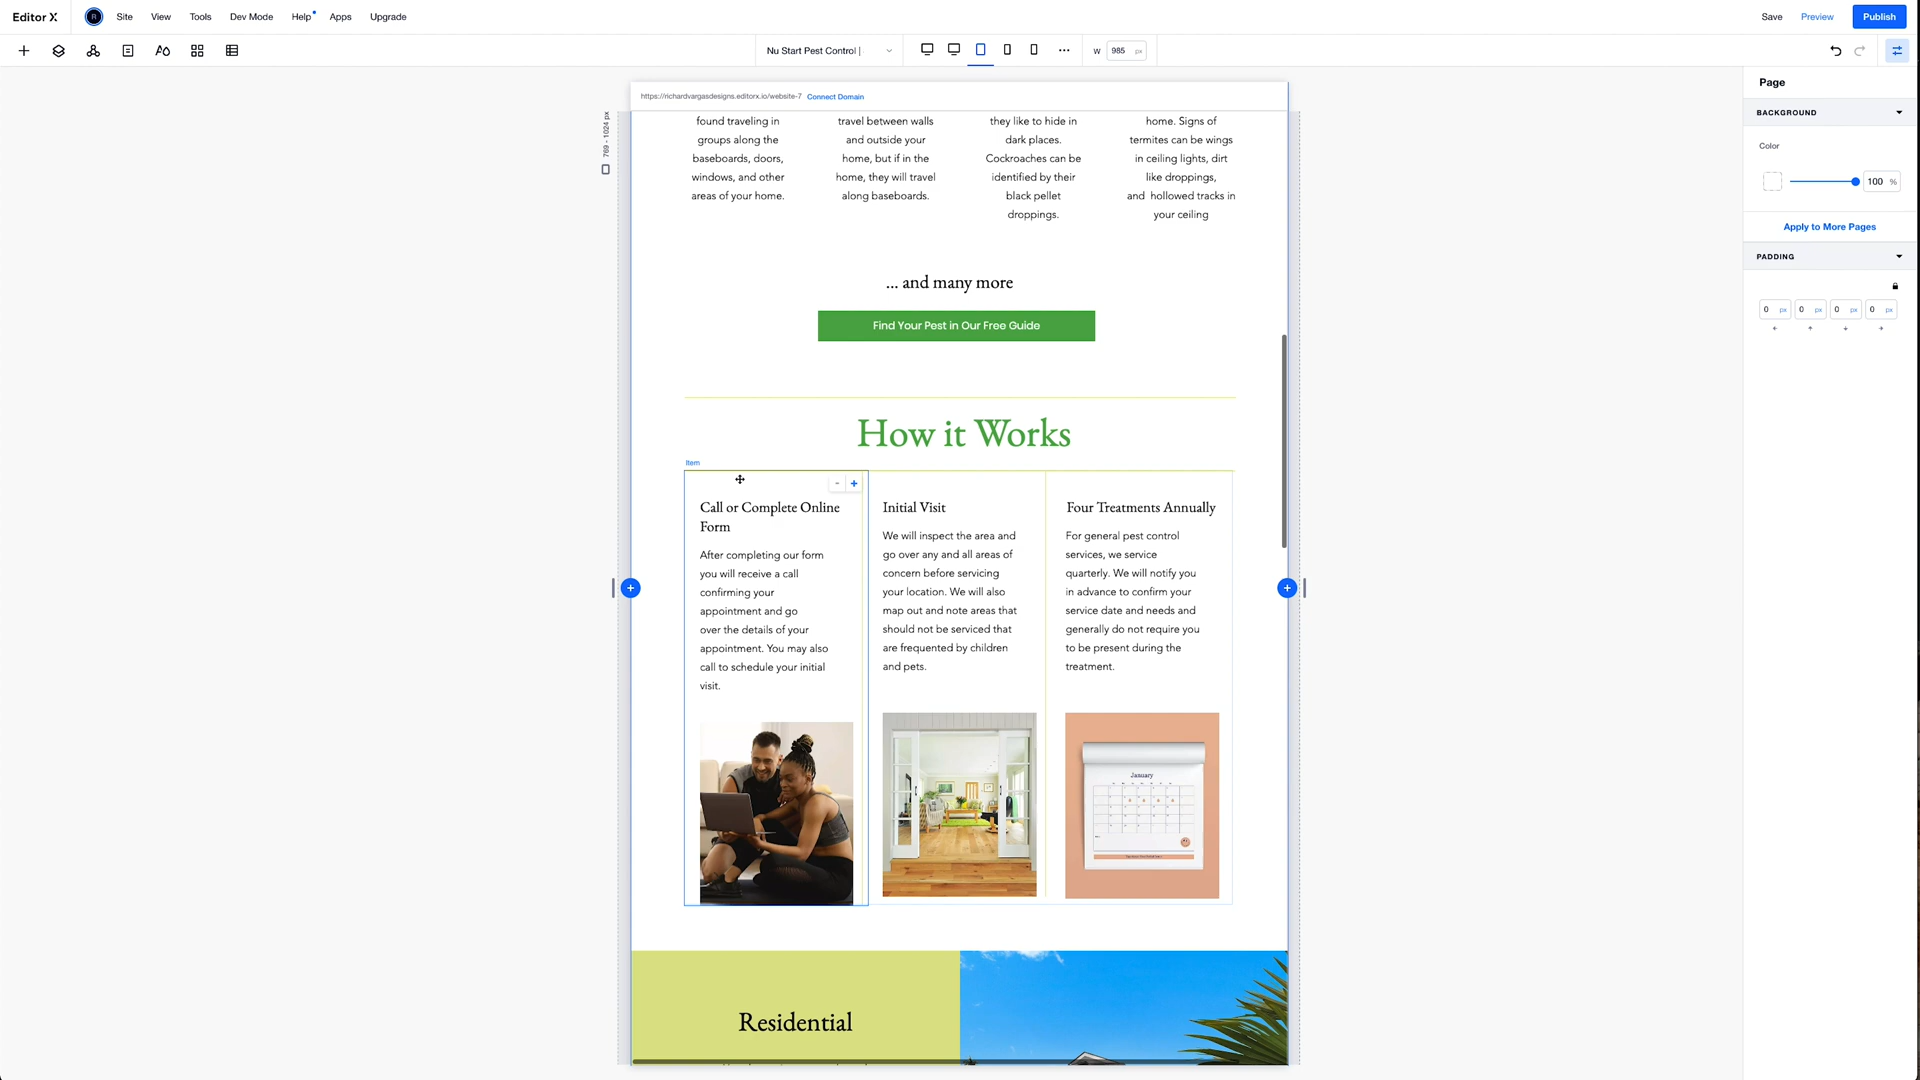 Editor X
R
Site
View
Tools
Dev Mode
Help
Apps
Upgrade
Save
Preview
Publish
Nu Start Pest Control |
W
985
px
https://richardvargasdesigns.editorx.io/website-7
Connect Domain
769 - 1024 px
Page
BACKGROUND
Color
100
%
Apply to More Pages
PADDING
0 px
0 px
0 px
0 px
found traveling in
groups along the
baseboards, doors,
windows, and other
areas of your home.
travel between walls
and outside your
home, but if in the
home, they will travel
along baseboards.
they like to hide in
dark places.
Cockroaches can be
identified by their
black pellet
droppings.
home. Signs of
termites can be wings
in ceiling lights, dirt
like droppings,
and hollowed tracks in
your ceiling
... and many more
Find Your Pest in Our Free Guide
How it Works
Item
Call or Complete Online
Form
After completing our form
you will receive a call
confirming your
appointment and go
over the details of your
appointment. You may also
call to schedule your initial
visit.
Initial Visit
We will inspect the area and
go over any and all areas of
concern before servicing
your location. We will also
map out and note areas that
should not be serviced that
are frequented by children
and pets.
Four Treatments Annually
For general pest control
services, we service
quarterly. We will notify you
in advance to confirm your
service date and needs and
generally do not require you
to be present during the
treatment.
January
Residential